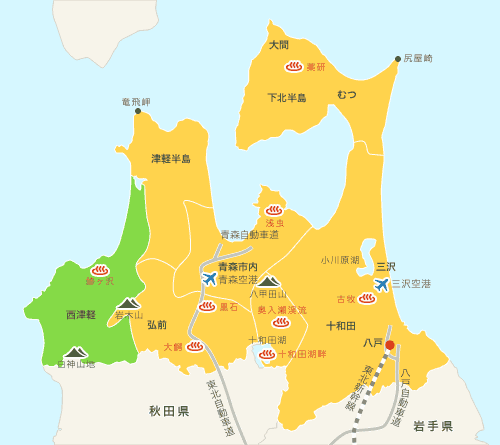 大間
尻屋崎
薬研
下北半島
むつ
竜飛岬
津軽半島
浅虫
青森自動車道
小川原湖
青森市内
三沢
鰺ヶ沢
青森空港
三沢空港
八甲田山
古牧
西津軽
岩木山
黒石
奥入瀬渓流
弘前
十和田
十和田湖
八戸
大鰐
十和田湖畔
白神山地
東北自動車道
東北新幹線
八戸自動車道
秋田県
岩手県